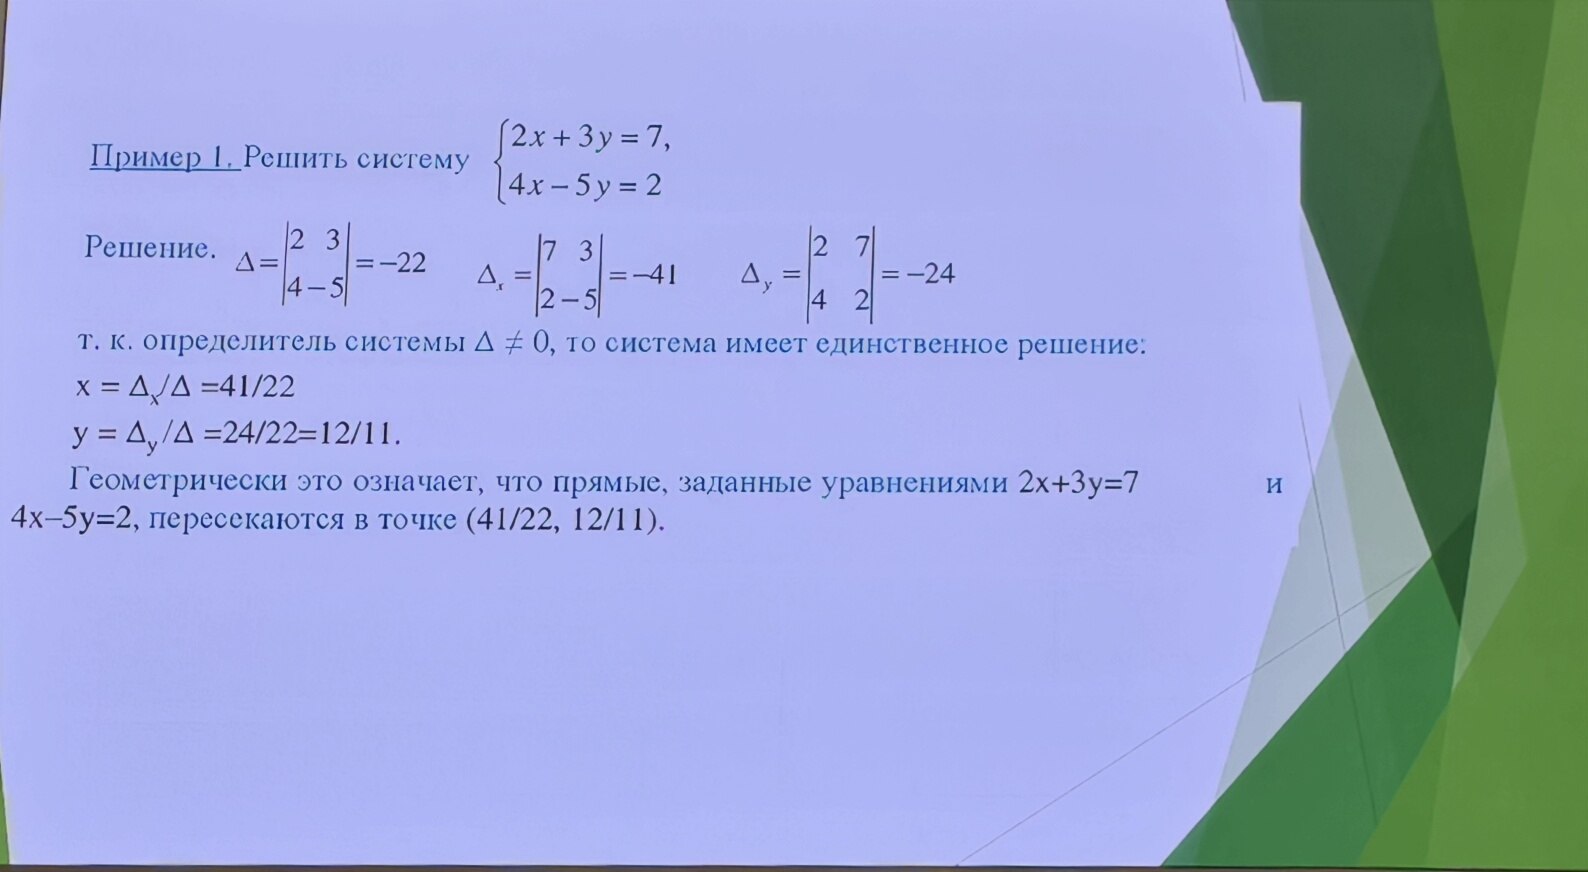 Пример 1. Решить систему {2x + 3y = 7,
4x − 5y = 2
Решение. Δ = |2 3| = −22 Δx = |7 3| = −41 Δy = |2 7| = −24
|4 − 5| |2 − 5| |4 2|
т. к. определитель системы Δ ≠ 0, то система имеет единственное решение:
x = Δx/Δ =41/22
y = Δy/Δ =24/22=12/11.
Геометрически это означает, что прямые, заданные уравнениями 2x+3y=7 и
4x–5y=2, пересекаются в точке (41/22, 12/11).